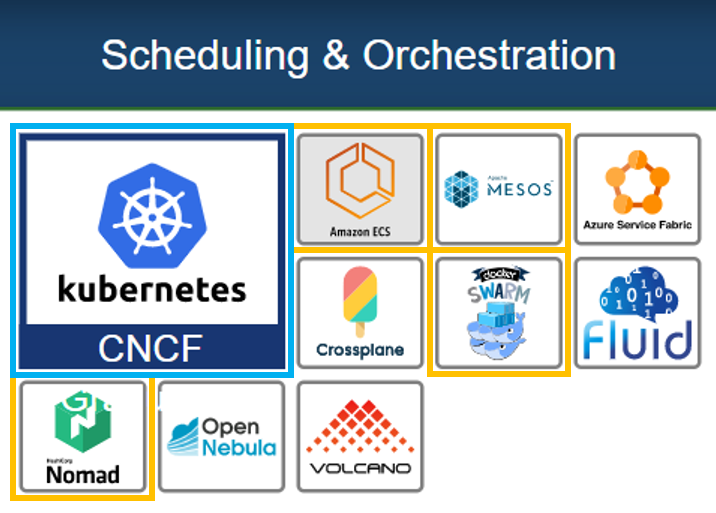 Scheduling & Orchestration
kubernetes
CNCF
Amazon ECS
Apache
MESOS
Azure Service Fabric
Crossplane
docker
SWARM
Fluid
HashiCorp
Nomad
Open
Nebula
VOLCANO